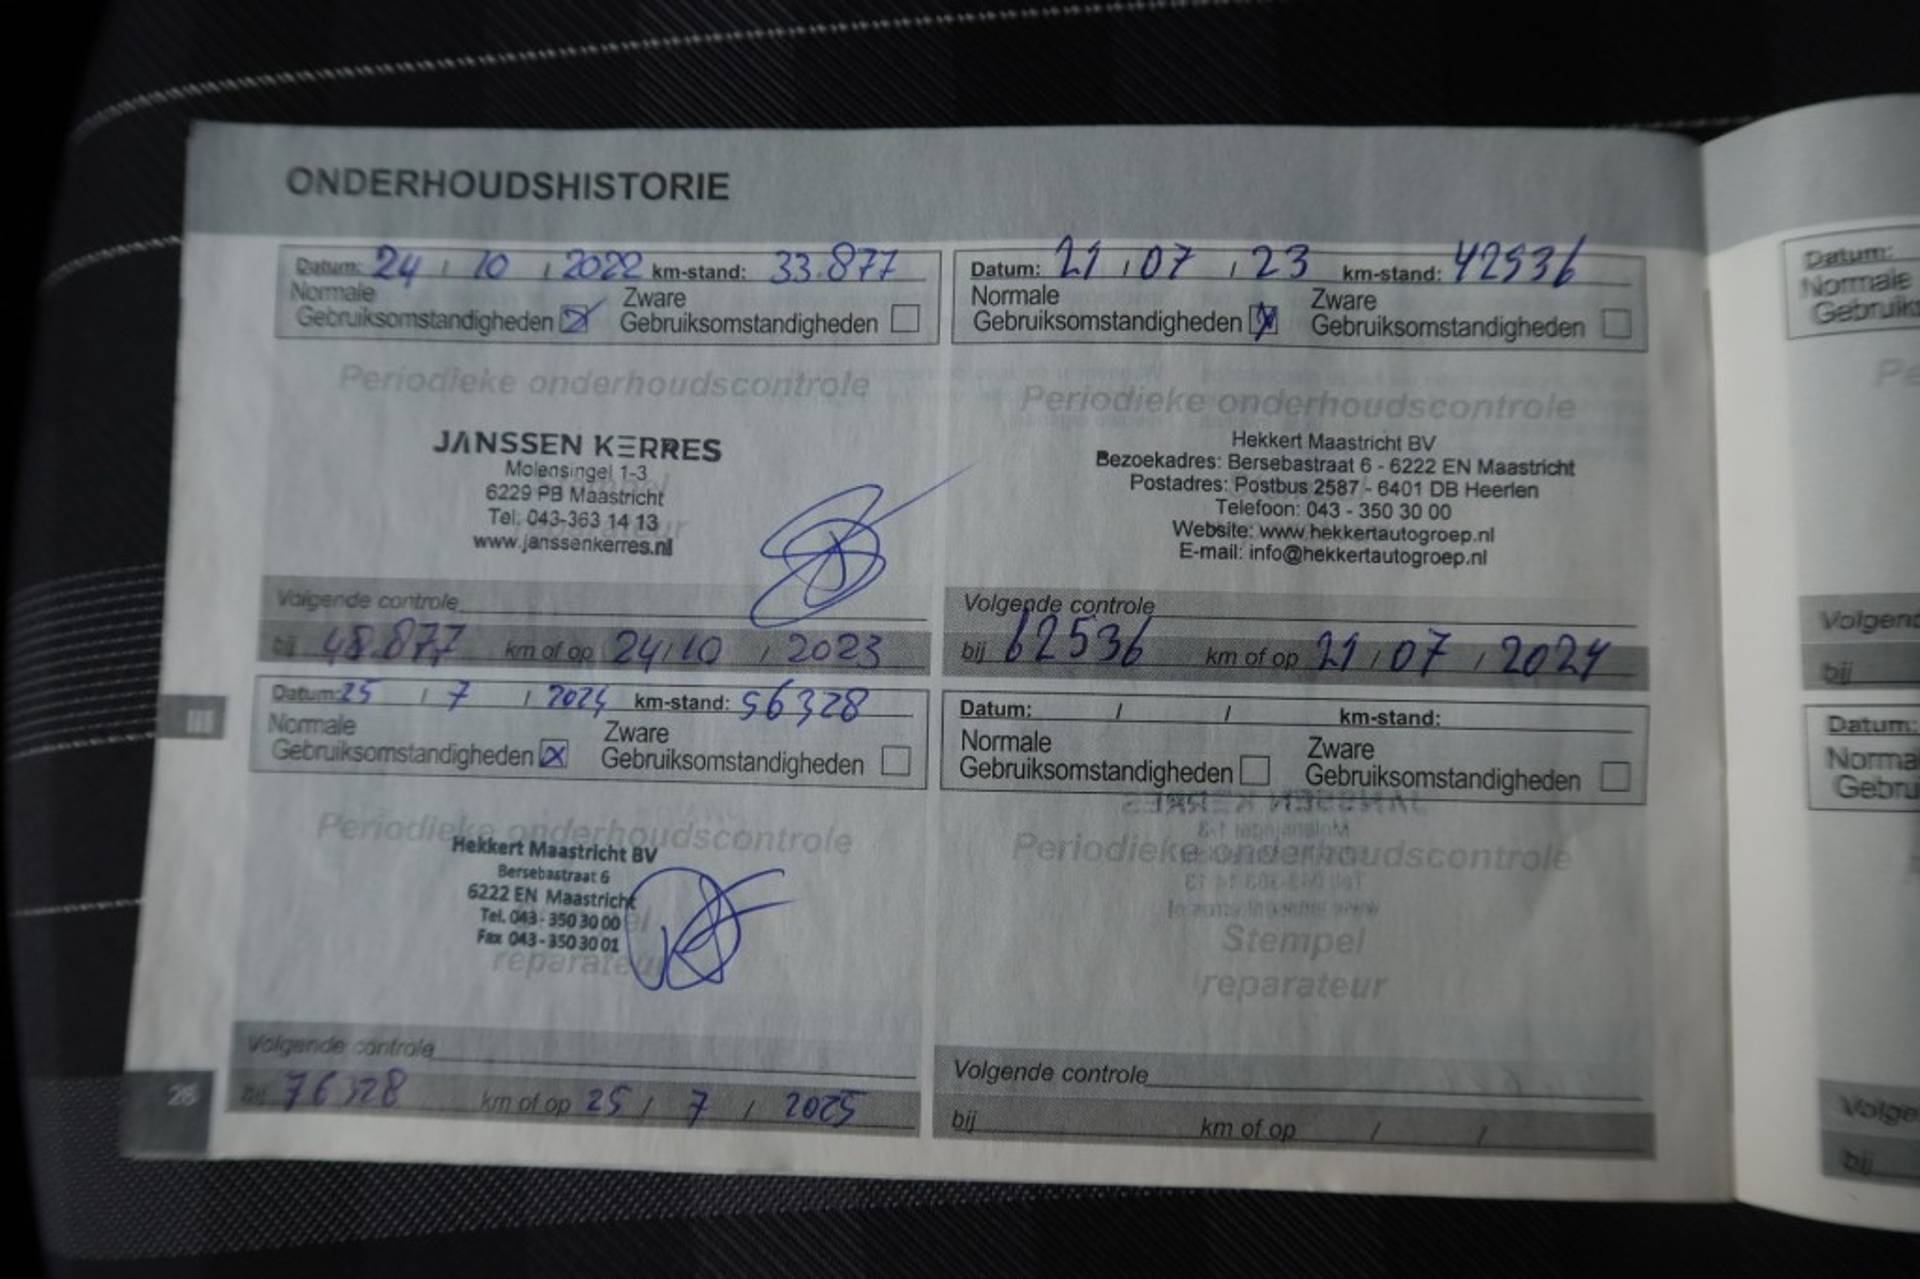 ONDERHOUDSHISTORIE
Datum: 24 / 10 / 2022 km-stand: 33.877
Normale Gebruiksomstandigheden
Zware Gebruiksomstandigheden
Periodieke onderhoudscontrole
JANSSEN KERRES
Molensingel 1-3
6229 PB Maastricht
Tel: 043-363 14 13
www.janssenkerres.nl
Volgende controle
bij 48.877 km of op 24/10 / 2023
Datum: 21 / 07 / 23 km-stand: 42536
Normale Gebruiksomstandigheden
Zware Gebruiksomstandigheden
Periodieke onderhoudscontrole
Hekkert Maastricht BV
Bezoekadres: Bersebastraat 6 - 6222 EN Maastricht
Postadres: Postbus 2587 - 6401 DB Heerlen
Telefoon: 043 - 350 30 00
Website: www.hekkertautogroep.nl
E-mail: info@hekkertautogroep.nl
Volgende controle
bij 62536 km of op 21 / 07 / 2024
Datum: 25 / 7 / 2024 km-stand: 56328
Normale Gebruiksomstandigheden
Zware Gebruiksomstandigheden
Periodieke onderhoudscontrole
Hekkert Maastricht BV
Bersebastraat 6
6222 EN Maastricht
Tel. 043 - 350 30 00
Fax 043 - 350 30 01
reparateur
Volgende controle
bij 76328 km of op 25 / 7 / 2025
Datum: / / km-stand:
Normale Gebruiksomstandigheden
Zware Gebruiksomstandigheden
Periodieke onderhoudscontrole
Stempel
reparateur
Volgende controle
bij km of op / /
III
26
Datum:
Normale
Volgende
bij
Datum:
bij